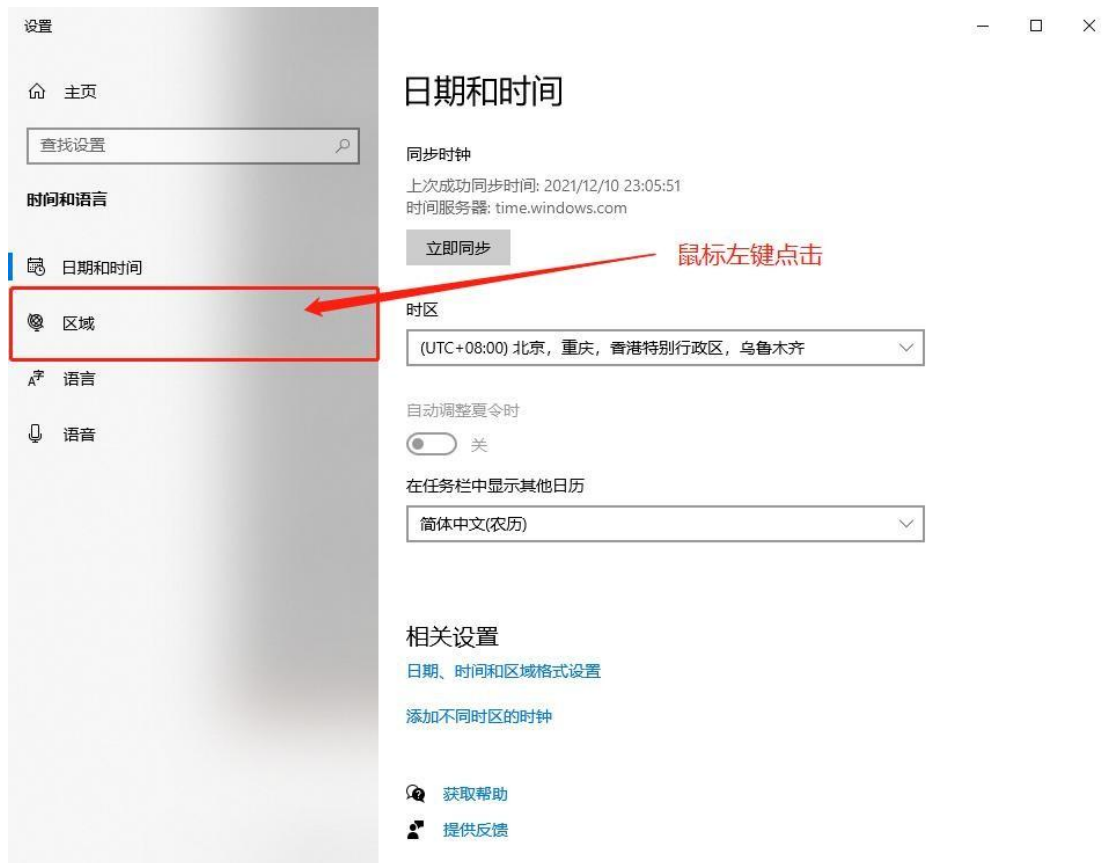 设置
主页
查找设置
时间和语言
日期和时间
区域
语言
语音
日期和时间
同步时钟
上次成功同步时间: 2021/12/10 23:05:51
时间服务器: time.windows.com
立即同步
鼠标左键点击
时区
(UTC+08:00) 北京，重庆，香港特别行政区，乌鲁木齐
自动调整夏令时
关
在任务栏中显示其他日历
简体中文(农历)
相关设置
日期、时间和区域格式设置
添加不同时区的时钟
获取帮助
提供反馈